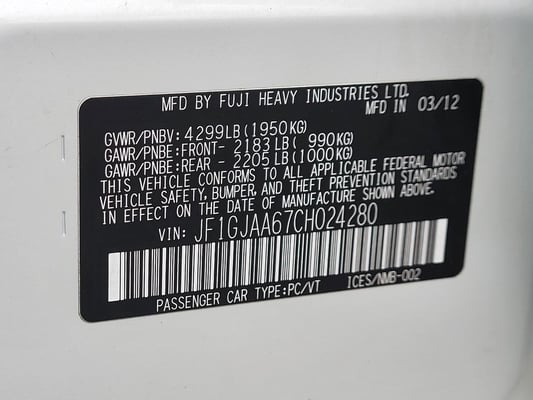 MFD BY FUJI HEAVY INDUSTRIES LTD.
MFD IN 03/12
GVWR/PNBV: 4299LB(1950KG)
GAWR/PNBE:FRONT- 2183LB( 990KG)
GAWR/PNBE:REAR - 2205LB(1000KG)
THIS VEHICLE CONFORMS TO ALL APPLICABLE FEDERAL MOTOR
VEHICLE SAFETY, BUMPER, AND THEFT PREVENTION STANDARDS
IN EFFECT ON THE DATE OF MANUFACTURE SHOWN ABOVE.
VIN: JF1GJAA67CH024280
PASSENGER CAR TYPE:PC/VT ICES/NMB-002